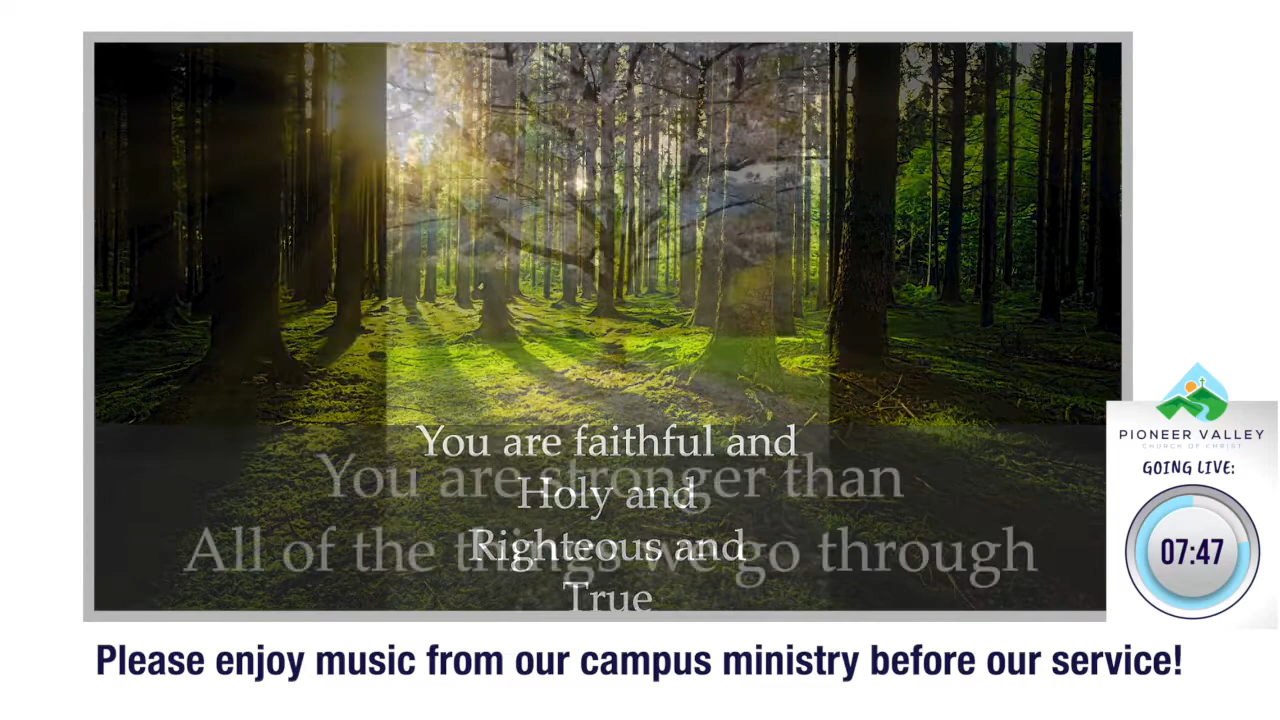 You are faithful and
Holy and
Righteous and
True
You are stronger than
All of the things we go through
PIONEER VALLEY
CHURCH OF CHRIST
GOING LIVE:
07:47
Please enjoy music from our campus ministry before our service!